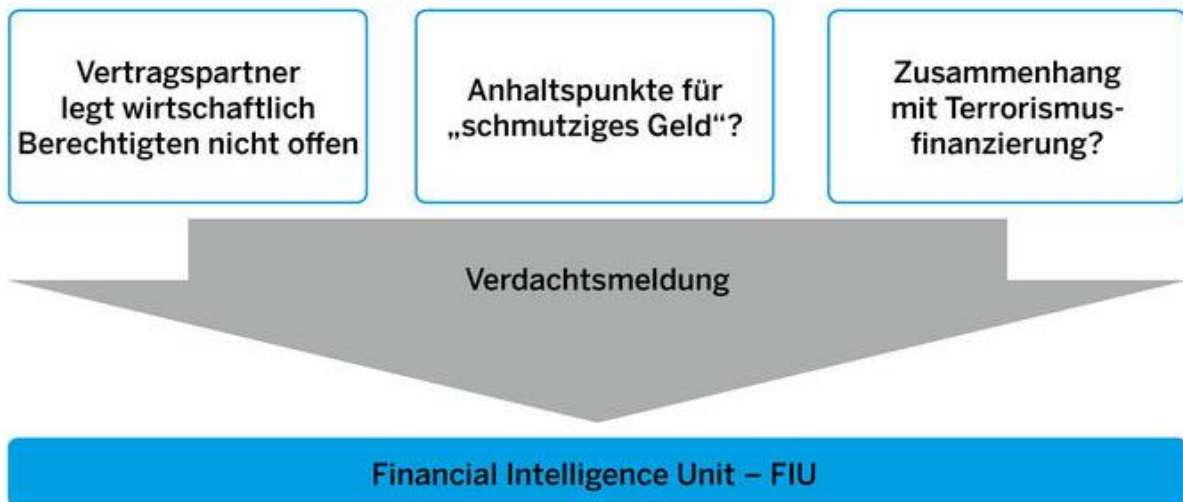 Vertragspartner
legt wirtschaftlich
Berechtigten nicht offen
Anhaltspunkte für
„schmutziges Geld“?
Zusammenhang
mit Terrorismus-
finanzierung?
Verdachtsmeldung
Financial Intelligence Unit – FIU